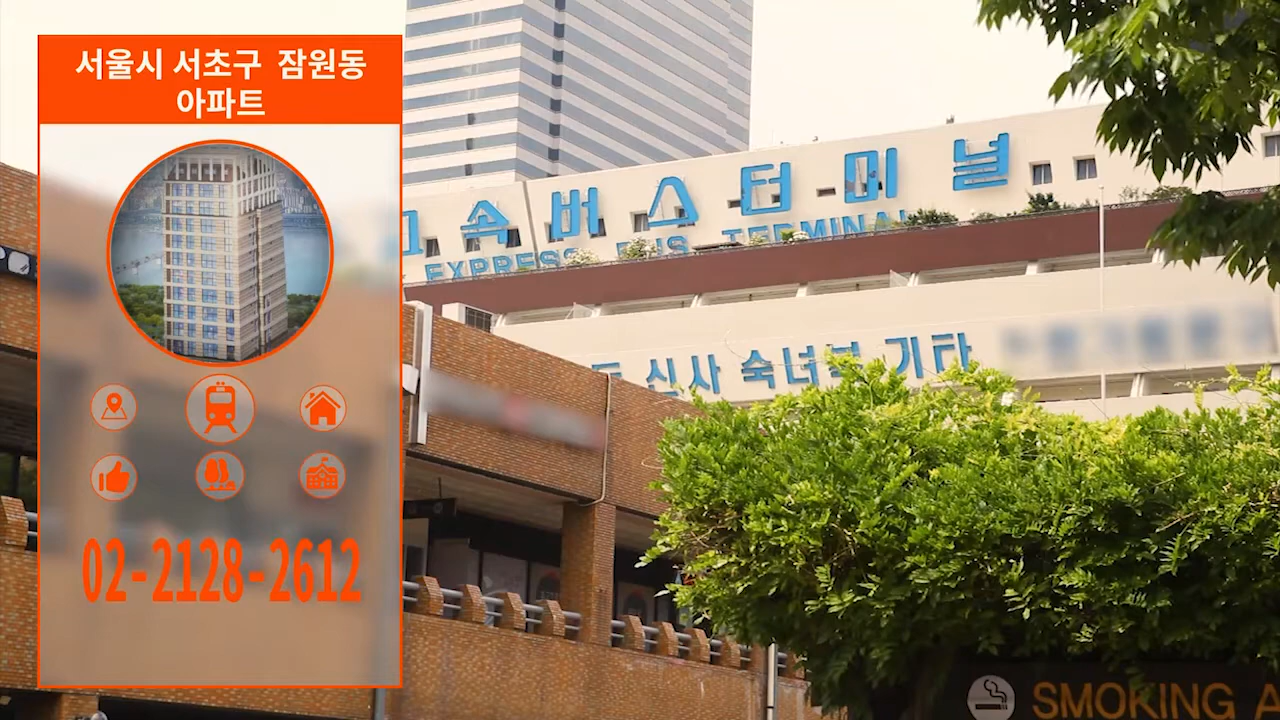 서울시 서초구 잠원동
아파트
02-2128-2612
고속버스터미널
EXPRESS BUS TERMINAL
신사 숙녀복 기타
SMOKING